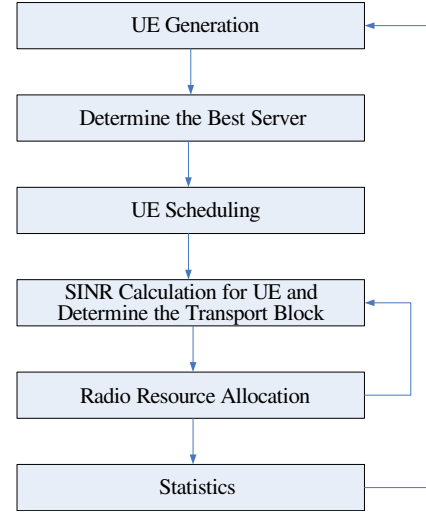 UE Generation
Determine the Best Server
UE Scheduling
SINR Calculation for UE and
Determine the Transport Block
Radio Resource Allocation
Statistics